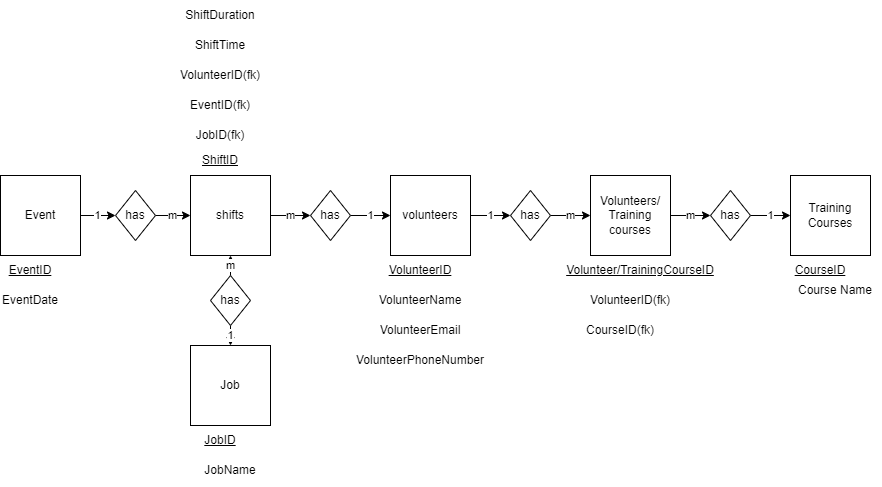 ShiftDuration
ShiftTime
VolunteerID(fk)
EventID(fk)
JobID(fk)
ShiftID
Event
1
has
m
shifts
m
has
1
volunteers
1
has
m
Volunteers/
Training
courses
m
has
1
Training
Courses
EventID
EventDate
m
has
1
Job
JobID
JobName
VolunteerID
VolunteerName
VolunteerEmail
VolunteerPhoneNumber
Volunteer/TrainingCourseID
VolunteerID(fk)
CourseID(fk)
CourseID
Course Name